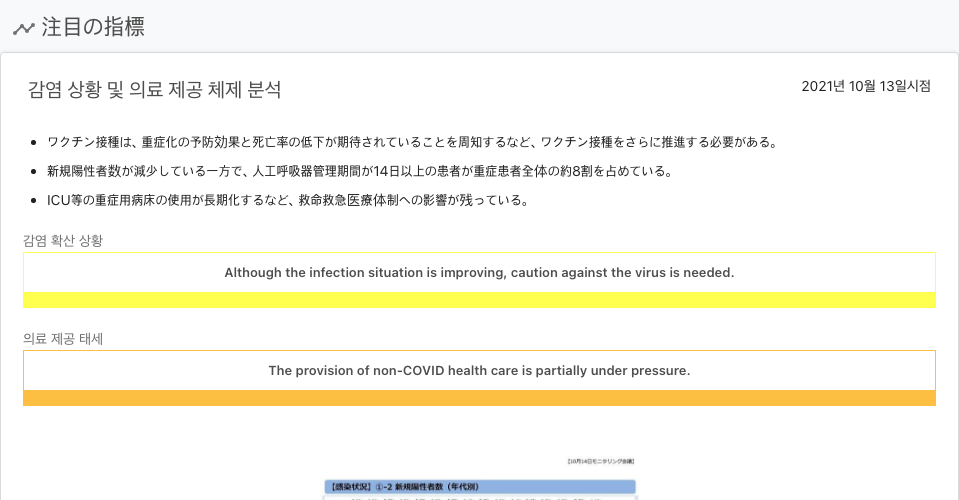 注目の指標
감염 상황 및 의료 제공 체제 분석
2021년 10월 13일시점
ワクチン接種は、重症化の予防効果と死亡率の低下が期待されていることを周知するなど、ワクチン接種をさらに推進する必要がある。
新規陽性者数が減少している一方で、人工呼吸器管理期間が14日以上の患者が重症患者全体の約8割を占めている。
ICU等の重症用病床の使用が長期化するなど、救命救急医療体制への影響が残っている。
감염 확산 상황
Although the infection situation is improving, caution against the virus is needed.
의료 제공 태세
The provision of non-COVID health care is partially under pressure.
【10月14日モニタリング会議】
【感染状況】①-2 新規陽性者数（年代別）